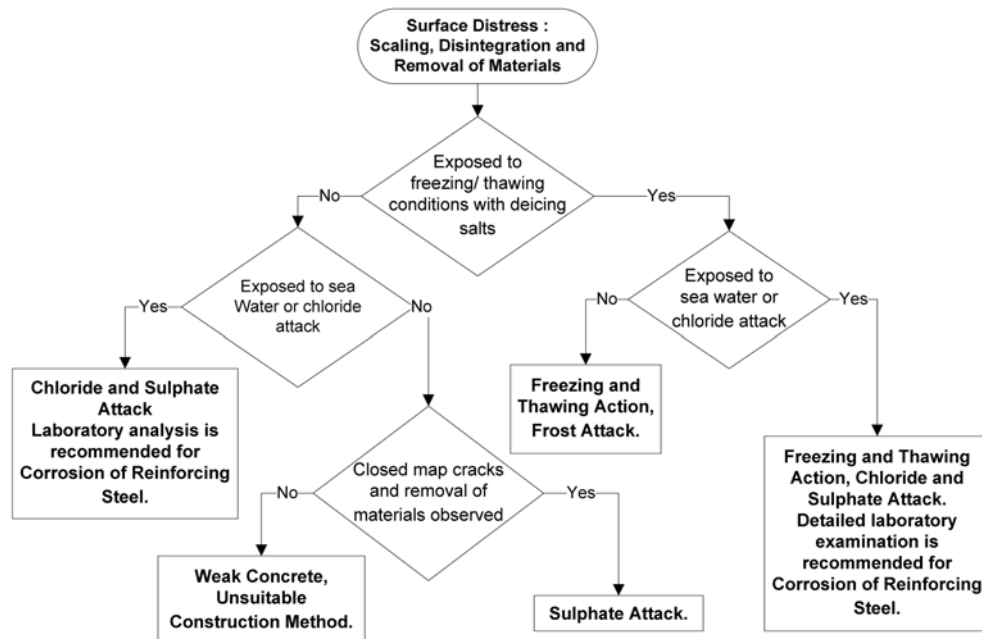 Surface Distress :
Scaling, Disintegration and
Removal of Materials
Exposed to
freezing/ thawing
conditions with deicing
salts
No
Yes
Exposed to sea
Water or chloride
attack
Yes
No
Exposed to
sea water or
chloride attack
No
Yes
Chloride and Sulphate
Attack
Laboratory analysis is
recommended for
Corrosion of Reinforcing
Steel.
Freezing and
Thawing Action,
Frost Attack.
Closed map cracks
and removal of
materials observed
No
Yes
Freezing and Thawing
Action, Chloride and
Sulphate Attack.
Detailed laboratory
examination is
recommended for
Corrosion of Reinforcing
Steel.
Weak Concrete,
Unsuitable
Construction Method.
Sulphate Attack.